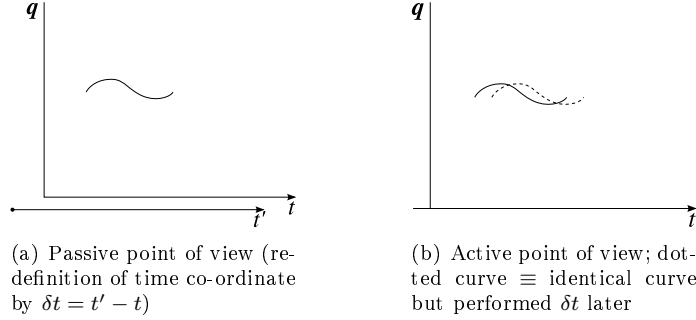 q
t
t′
(a) Passive point of view (re-
definition of time co-ordinate
by δt = t′ − t)
q
t
(b) Active point of view; dot-
ted curve ≡ identical curve
but performed δt later